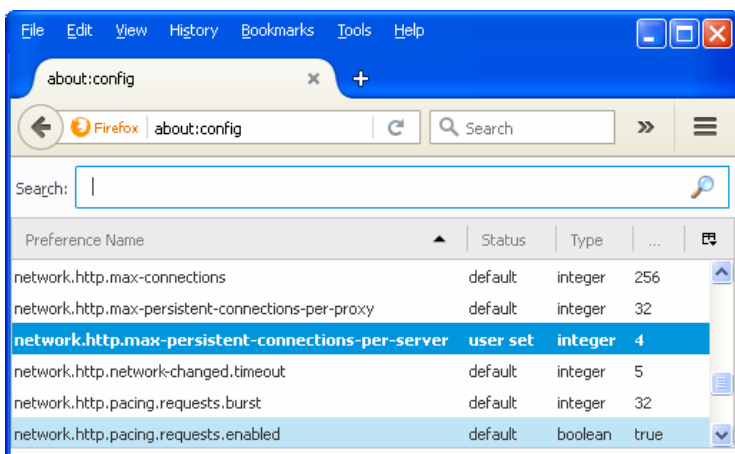 File Edit View History Bookmarks Tools Help
about:config
Firefox about:config Search
Search:
Preference Name Status Type ...
network.http.max-connections default integer 256
network.http.max-persistent-connections-per-proxy default integer 32
network.http.max-persistent-connections-per-server user set integer 4
network.http.network-changed.timeout default integer 5
network.http.pacing.requests.burst default integer 32
network.http.pacing.requests.enabled default boolean true